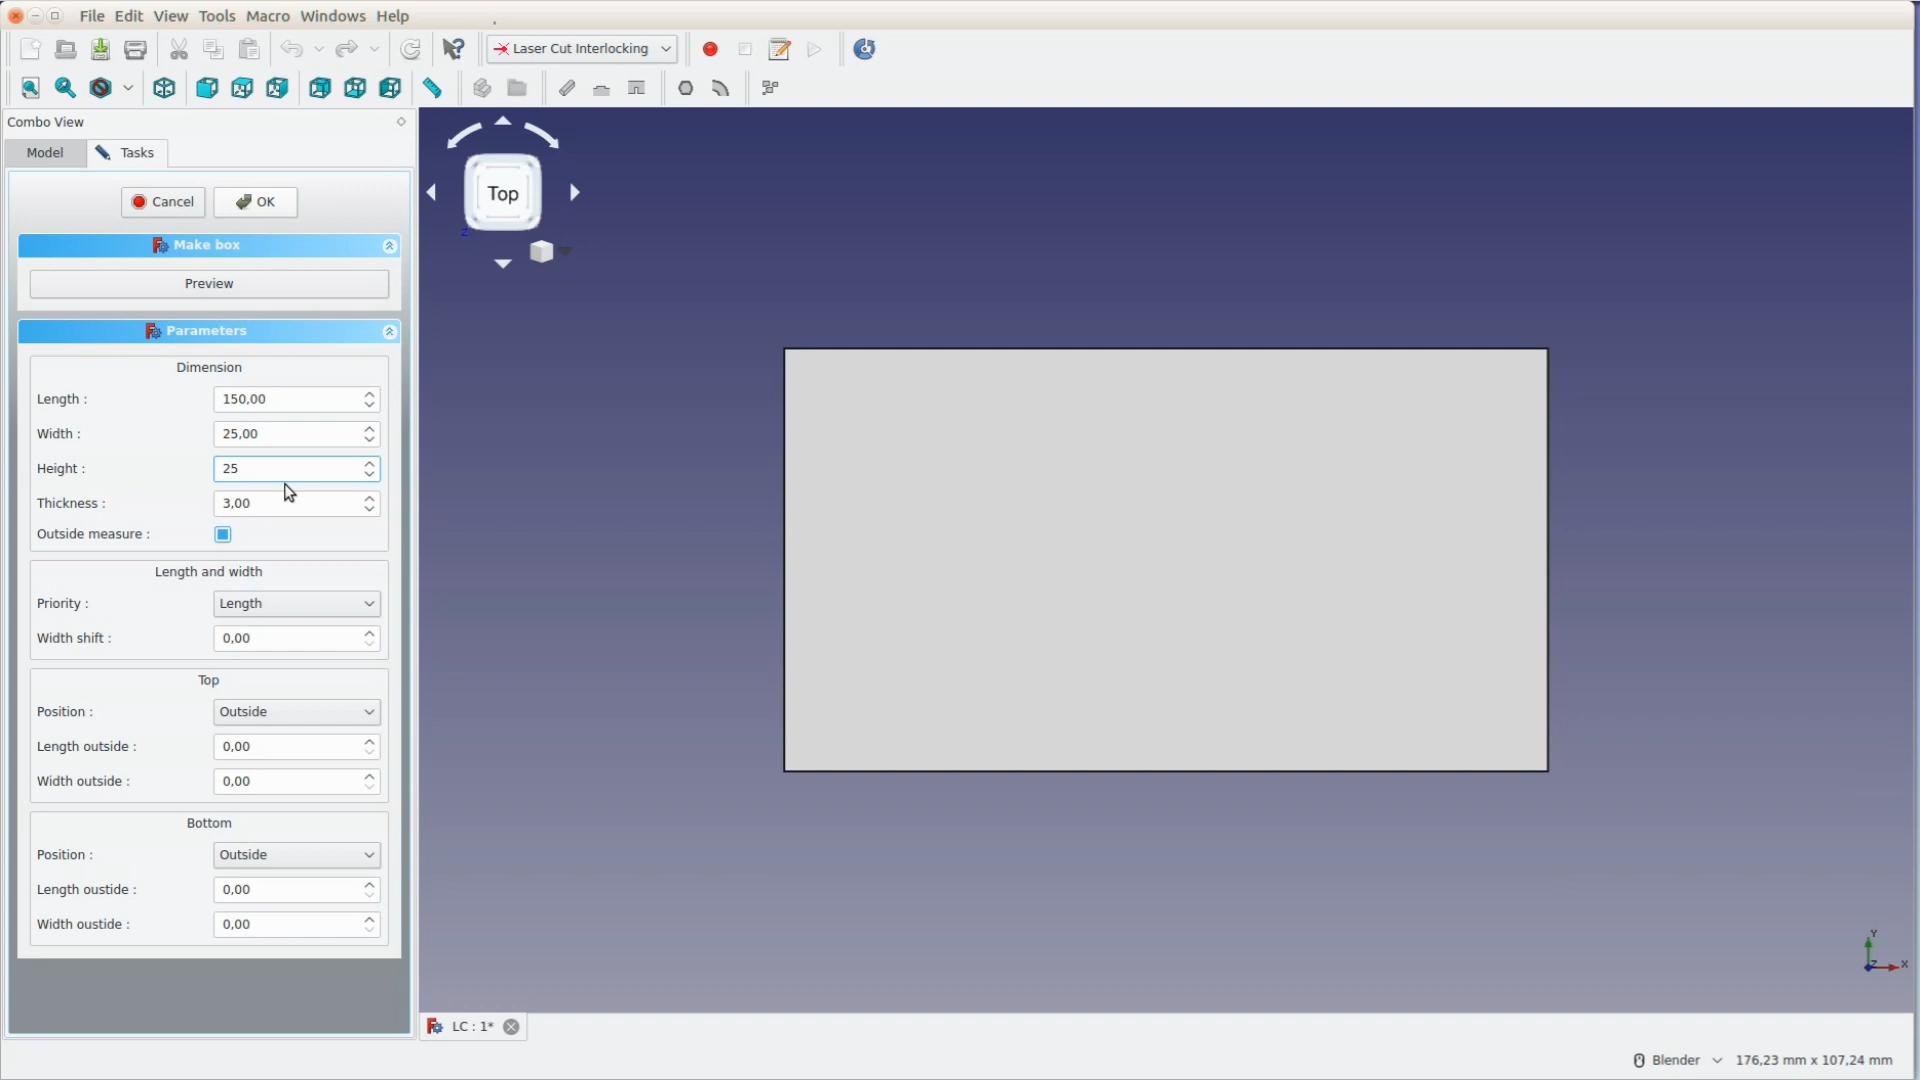 File Edit View Tools Macro Windows Help
Laser Cut Interlocking
Combo View
Model Tasks
Cancel OK
Make box
Preview
Parameters
Dimension
Length : 150,00
Width : 25,00
Height : 25
Thickness : 3,00
Outside measure :
Length and width
Priority : Length
Width shift : 0,00
Top
Position : Outside
Length outside : 0,00
Width outside : 0,00
Bottom
Position : Outside
Length oustide : 0,00
Width oustide : 0,00
Top
Z
Y
Z X
LC : 1*
Blender 176,23 mm x 107,24 mm